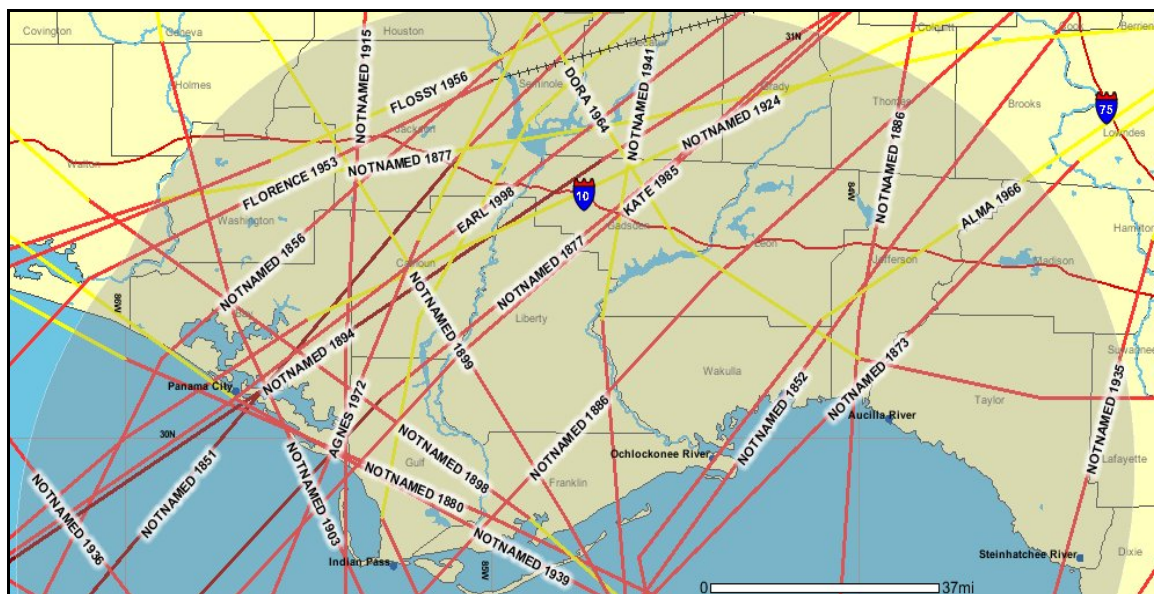 Covington
Geneva
Houston
Decatur
31N
Colquitt
Cook
Berrien
Holmes
FLOSSY 1956
Seminole
DORA 1964
NOTNAMED 1915
NOTNAMED 1941
Grady
Thomas
Brooks
75
Lowndes
Jackson
NOTNAMED 1924
NOTNAMED 1886
Walton
FLORENCE 1953
NOTNAMED 1877
10
KATE 1985
84W
ALMA 1966
Washington
EARL 1998
Gadsden
Leon
Hamilton
NOTNAMED 1856
Calhoun
NOTNAMED 1877
Jefferson
Madison
86W
Bay
NOTNAMED 1899
Liberty
NOTNAMED 1894
Suwannee
Panama City
Wakulla
NOTNAMED 1873
Taylor
NOTNAMED 1935
AGNES 1972
NOTNAMED 1886
NOTNAMED 1852
Aucilla River
30N
NOTNAMED 1851
NOTNAMED 1903
Gulf
NOTNAMED 1898
Ochlockonee River
Lafayette
NOTNAMED 1936
NOTNAMED 1880
Franklin
Indian Pass
85W
NOTNAMED 1939
Steinhatchee River
Dixie
0
37mi